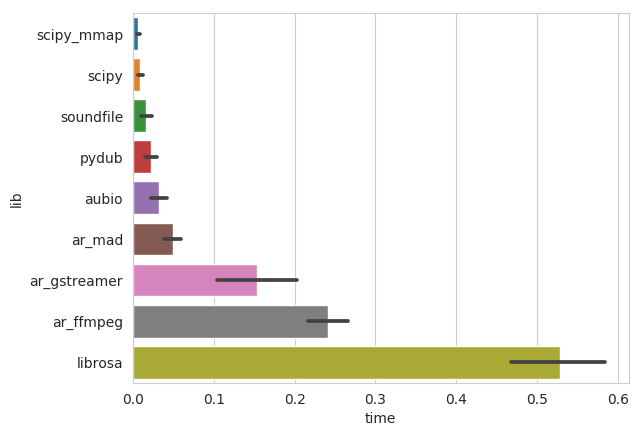 scipy_mmap
scipy
soundfile
pydub
aubio
ar_mad
ar_gstreamer
ar_ffmpeg
librosa
lib
0.0 0.1 0.2 0.3 0.4 0.5 0.6
time